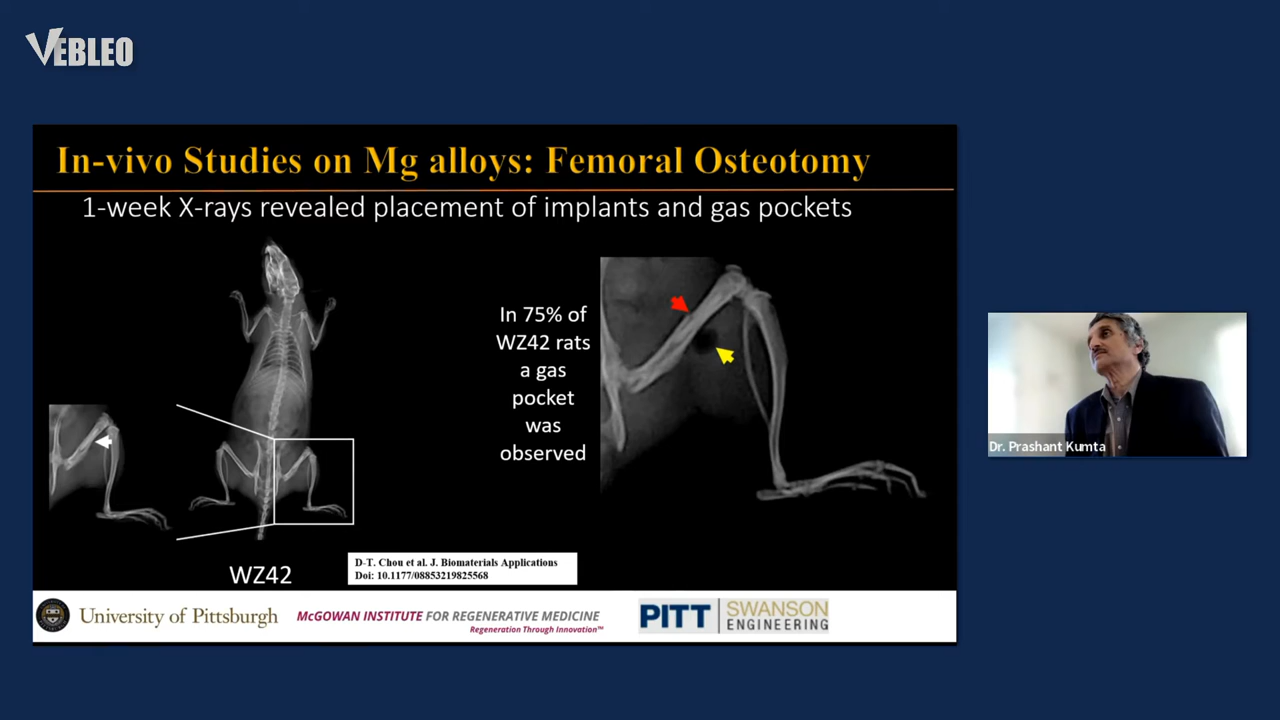 VEBLEO
In-vivo Studies on Mg alloys: Femoral Osteotomy
1-week X-rays revealed placement of implants and gas pockets
In 75% of
WZ42 rats
a gas
pocket
was
observed
WZ42
D-T. Chou et al. J. Biomaterials Applications
Doi: 10.1177/08853219825568
Dr. Prashant Kumta
University of Pittsburgh
McGOWAN INSTITUTE FOR REGENERATIVE MEDICINE
Regeneration Through Innovation™
PITT
SWANSON
ENGINEERING